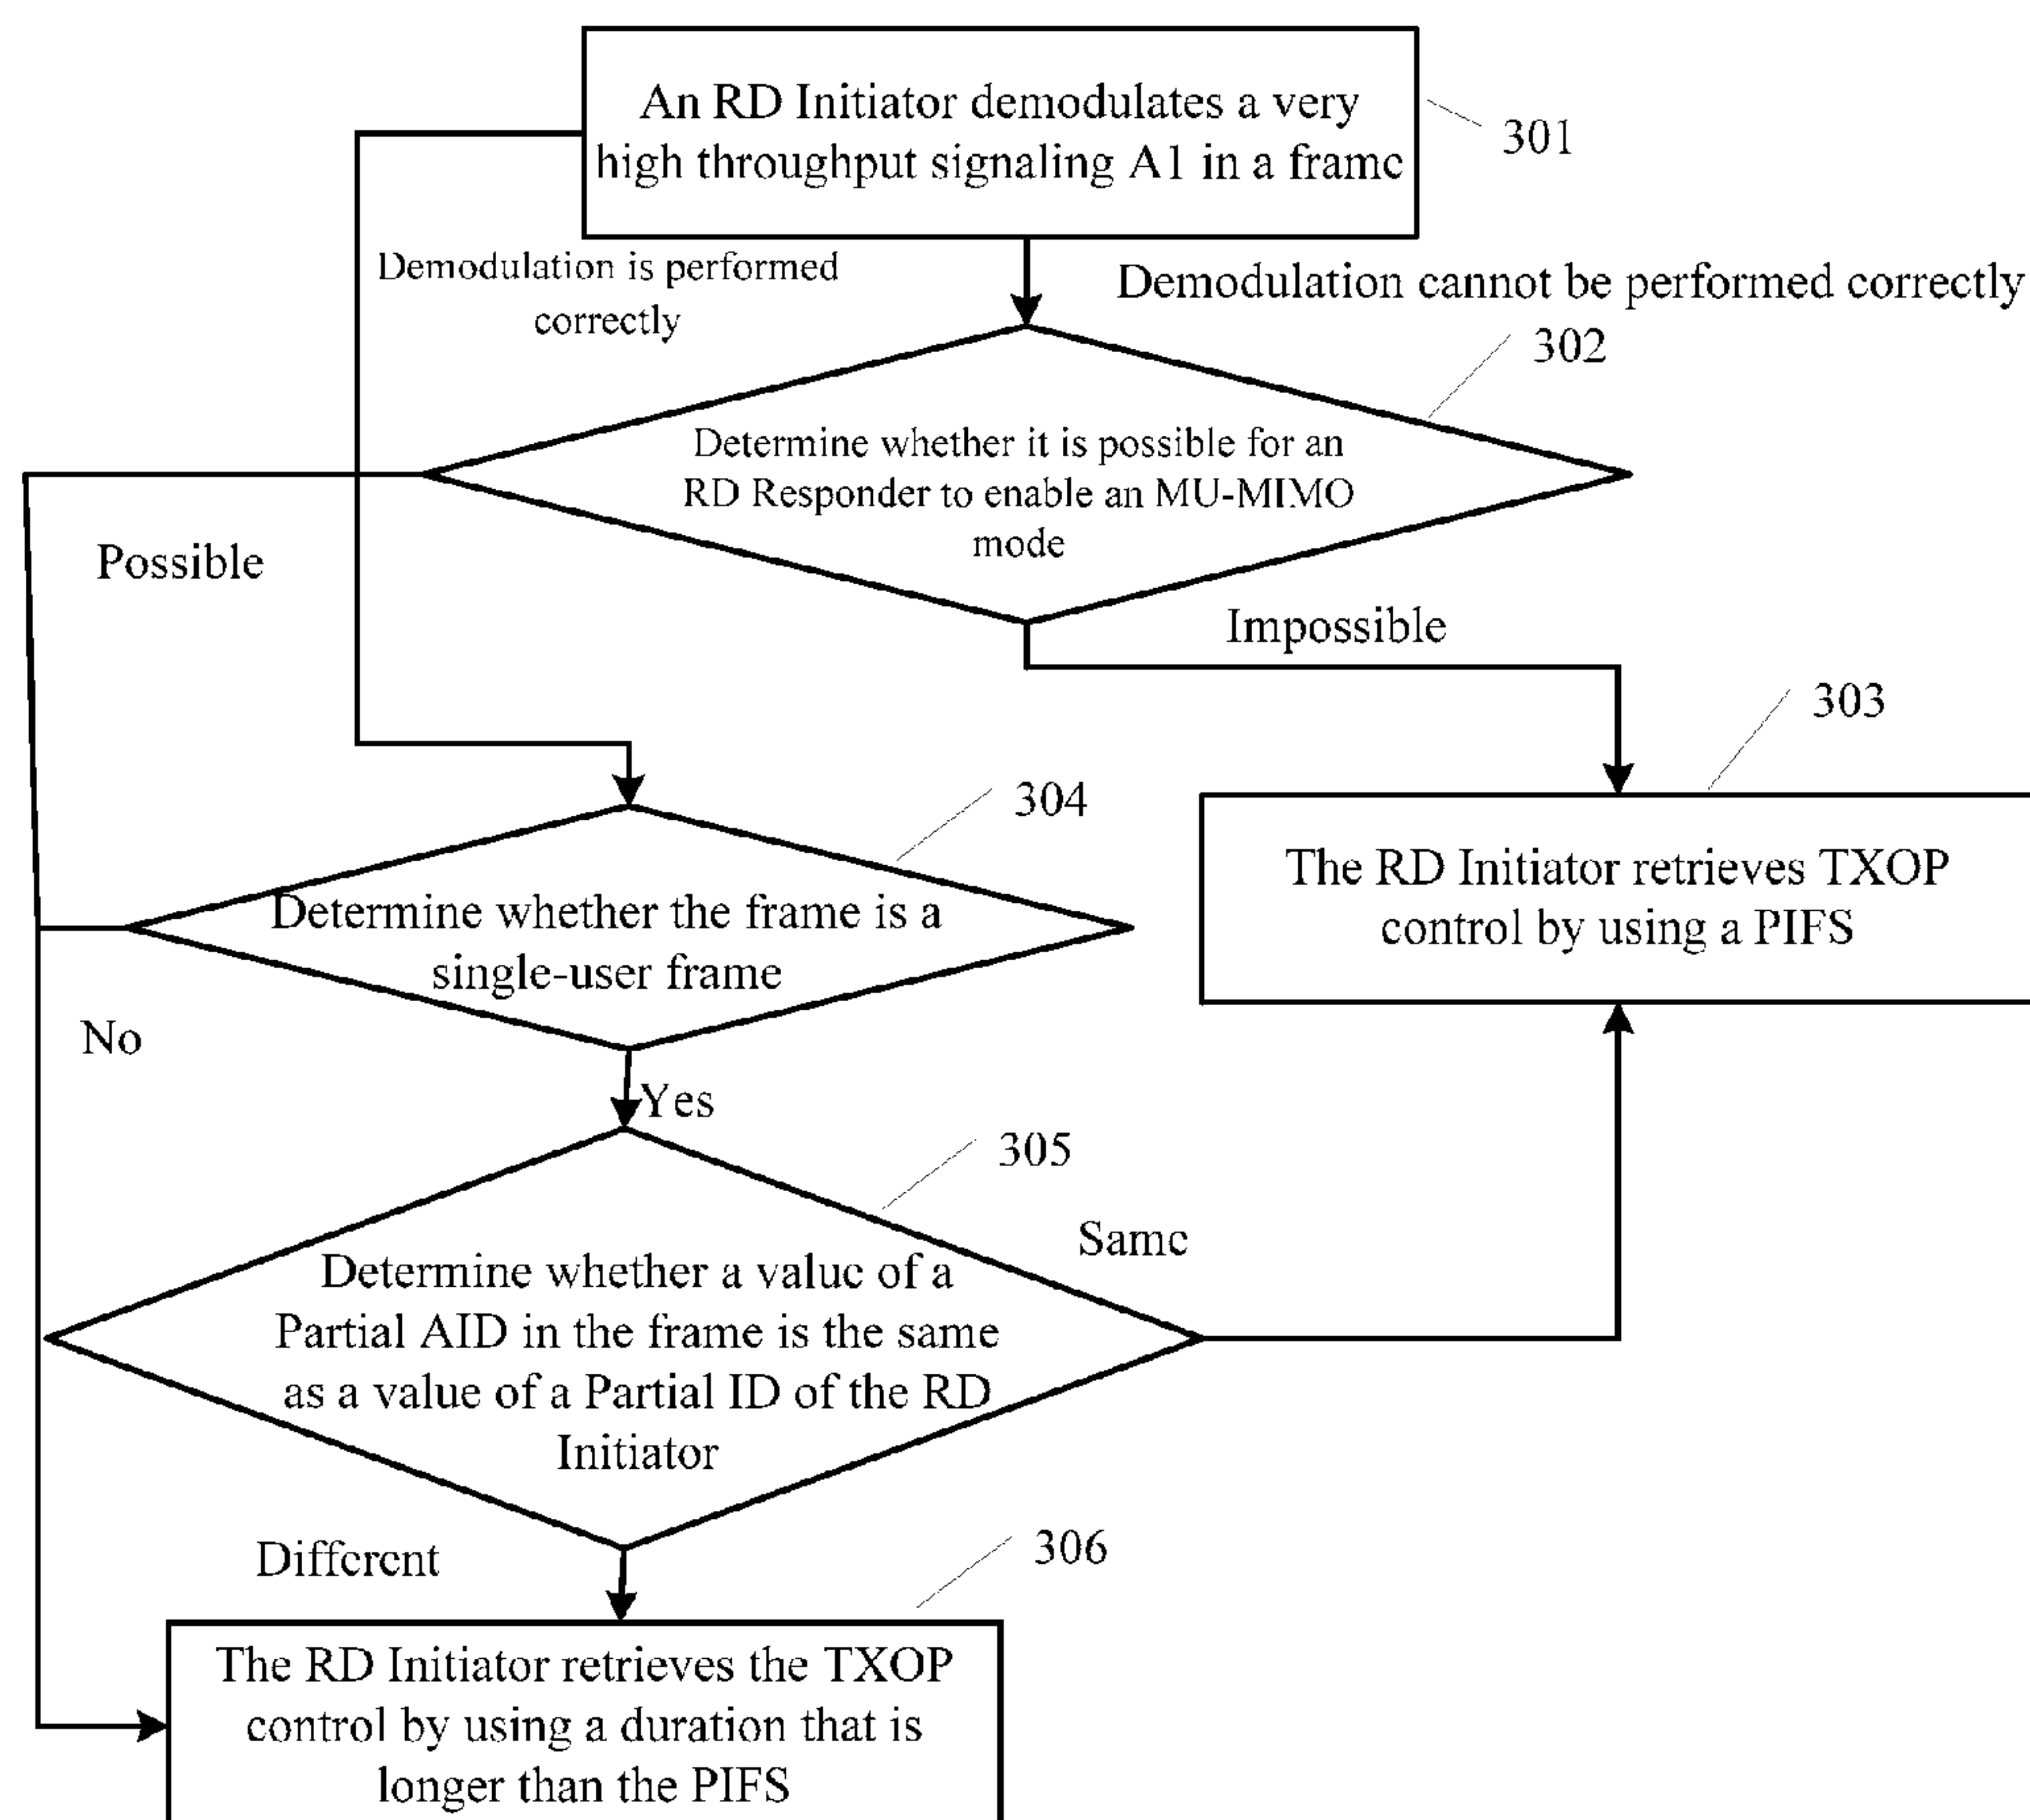 An RD Initiator demodulates a very
high throughput signaling A1 in a frame
301
Demodulation is performed
correctly
Demodulation cannot be performed correctly
302
Determine whether it is possible for an
RD Responder to enable an MU-MIMO
mode
Possible
Impossible
303
304
The RD Initiator retrieves TXOP
control by using a PIFS
Determine whether the frame is a
single-user frame
No
Yes
305
Same
Determine whether a value of a
Partial AID in the frame is the same
as a value of a Partial ID of the RD
Initiator
Different
306
The RD Initiator retrieves the TXOP
control by using a duration that is
longer than the PIFS